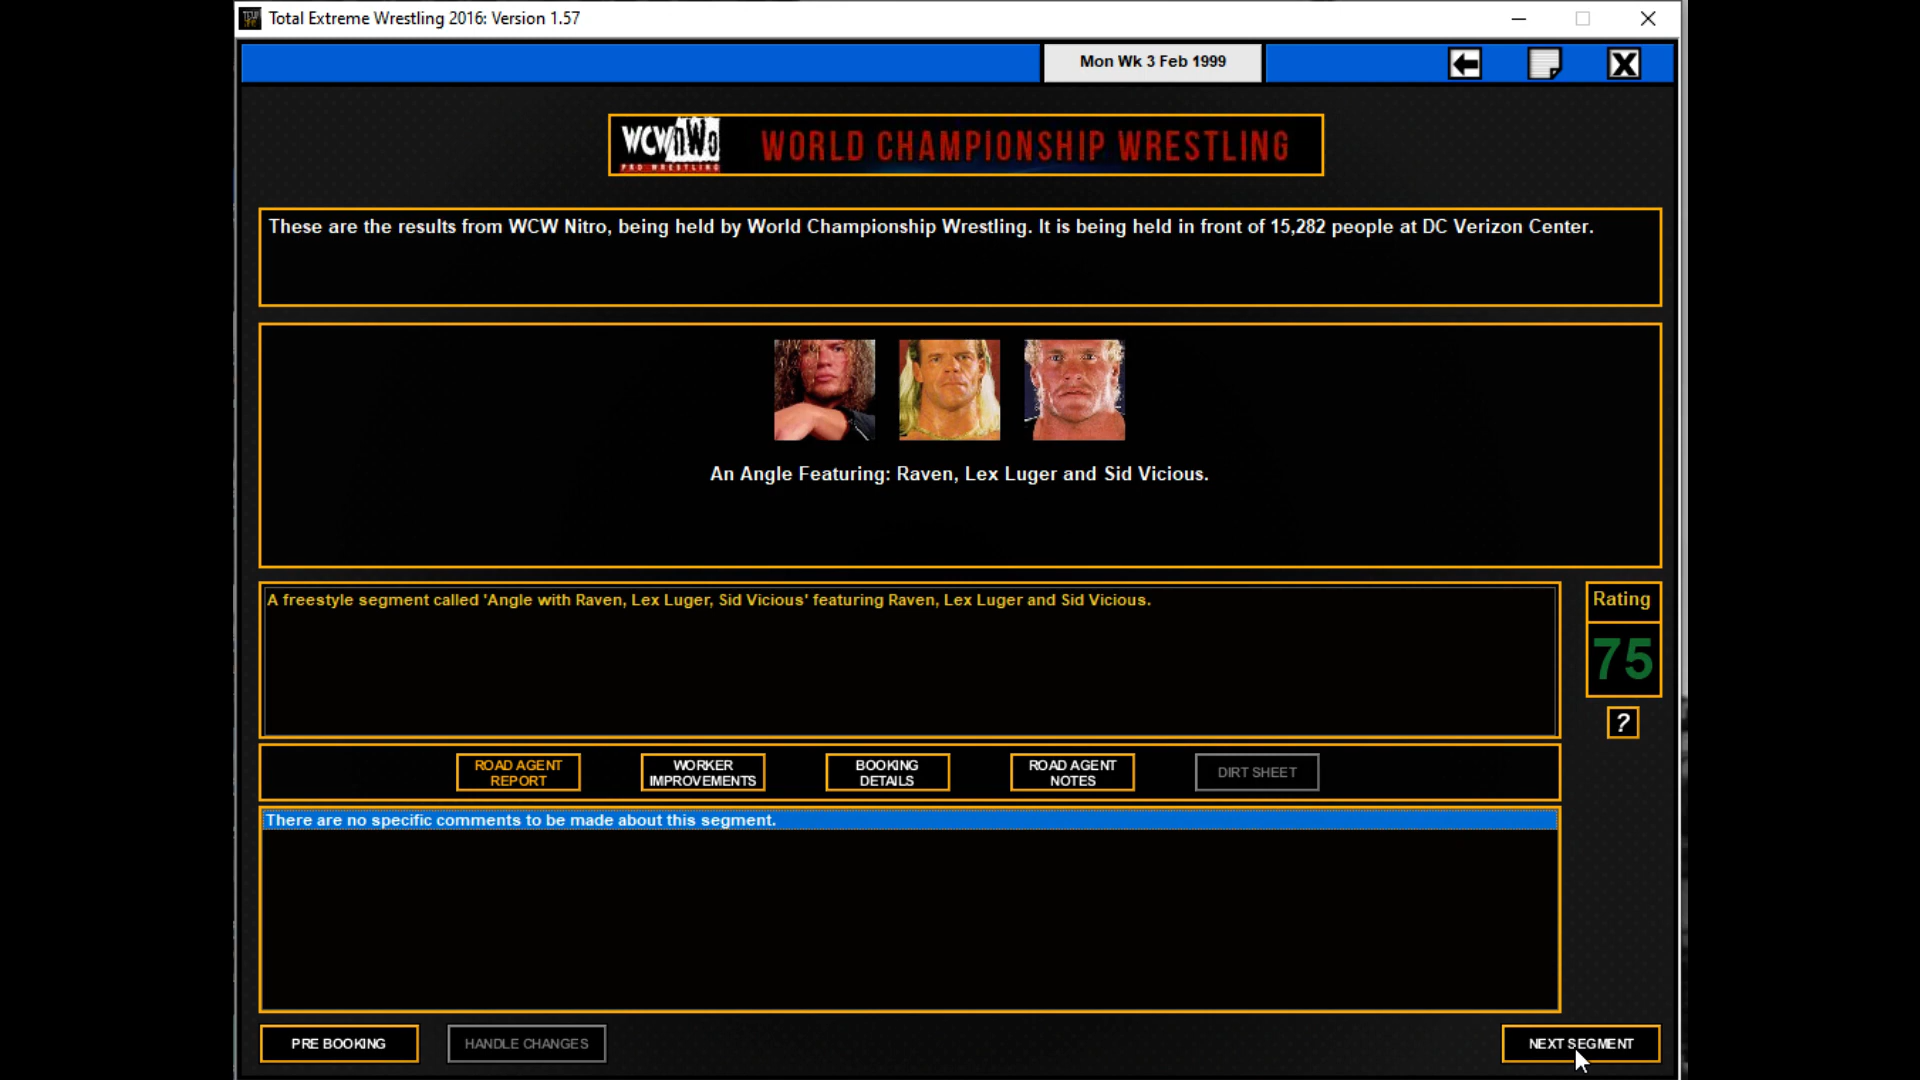 Total Extreme Wrestling 2016: Version 1.57
Mon Wk 3 Feb 1999
WCW nWo
PRO WRESTLING
WORLD CHAMPIONSHIP WRESTLING
These are the results from WCW Nitro, being held by World Championship Wrestling. It is being held in front of 15,282 people at DC Verizon Center.
An Angle Featuring: Raven, Lex Luger and Sid Vicious.
A freestyle segment called 'Angle with Raven, Lex Luger, Sid Vicious' featuring Raven, Lex Luger and Sid Vicious.
Rating
75
?
ROAD AGENT
REPORT
WORKER
IMPROVEMENTS
BOOKING
DETAILS
ROAD AGENT
NOTES
DIRT SHEET
There are no specific comments to be made about this segment.
PRE BOOKING
HANDLE CHANGES
NEXT SEGMENT